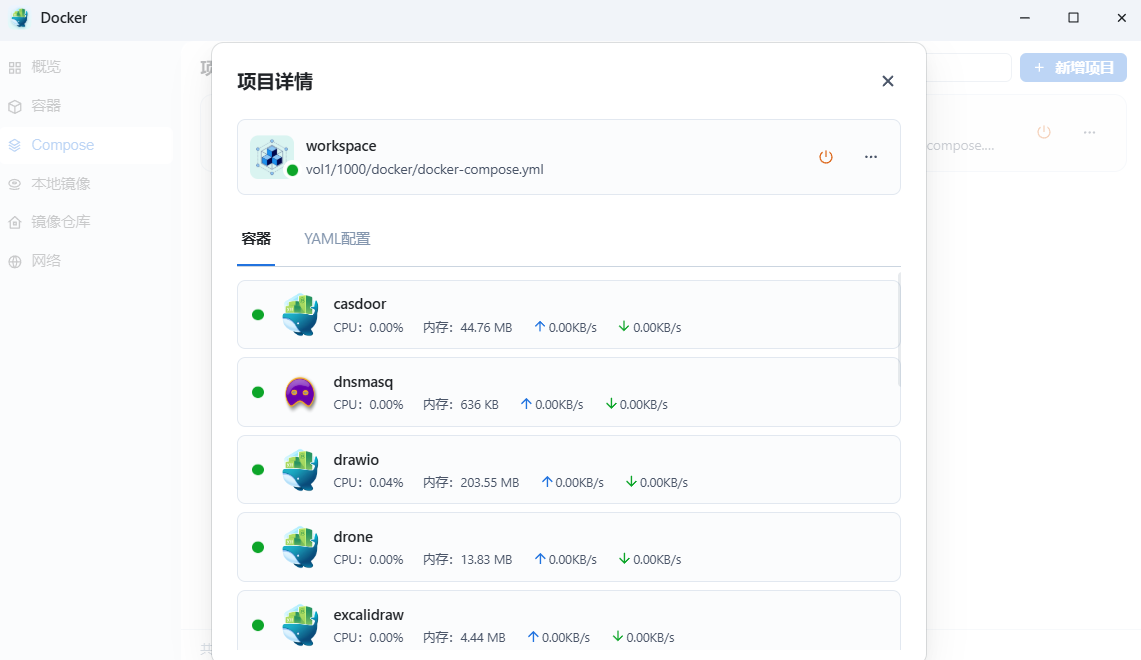 Docker
概览
容器
Compose
本地镜像
镜像仓库
网络
项
新增项目
compose....
项目详情
workspace
vol1/1000/docker/docker-compose.yml
容器
YAML配置
casdoor
CPU：0.00% 内存：44.76 MB 0.00KB/s 0.00KB/s
dnsmasq
CPU：0.00% 内存：636 KB 0.00KB/s 0.00KB/s
drawio
CPU：0.04% 内存：203.55 MB 0.00KB/s 0.00KB/s
drone
CPU：0.00% 内存：13.83 MB 0.00KB/s 0.00KB/s
excalidraw
CPU：0.00% 内存：4.44 MB 0.00KB/s 0.00KB/s
共